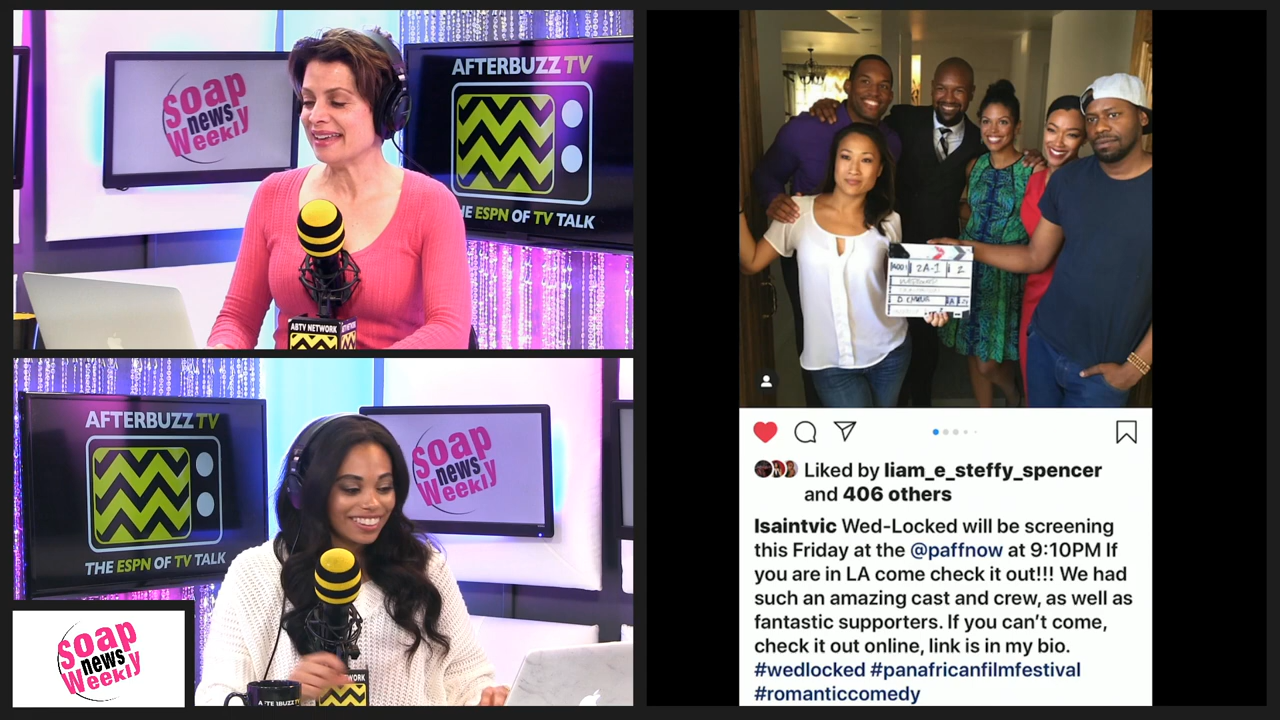 Soap
news
Weekly
AFTERBUZZ TV
THE ESPN OF TV TALK
ABTV NETWORK
AFTERBUZZ TV
THE ESPN OF TV TALK
Soap
news
Weekly
NETWORK
Soap
news
Weekly
2A-1 2
Liked by liam_e_steffy_spencer
and 406 others
lsaintvic Wed-Locked will be screening
this Friday at the @paffnow at 9:10PM If
you are in LA come check it out!!! We had
such an amazing cast and crew, as well as
fantastic supporters. If you can't come,
check it out online, link is in my bio.
#wedlocked #panafricanfilmfestival
#romanticcomedy